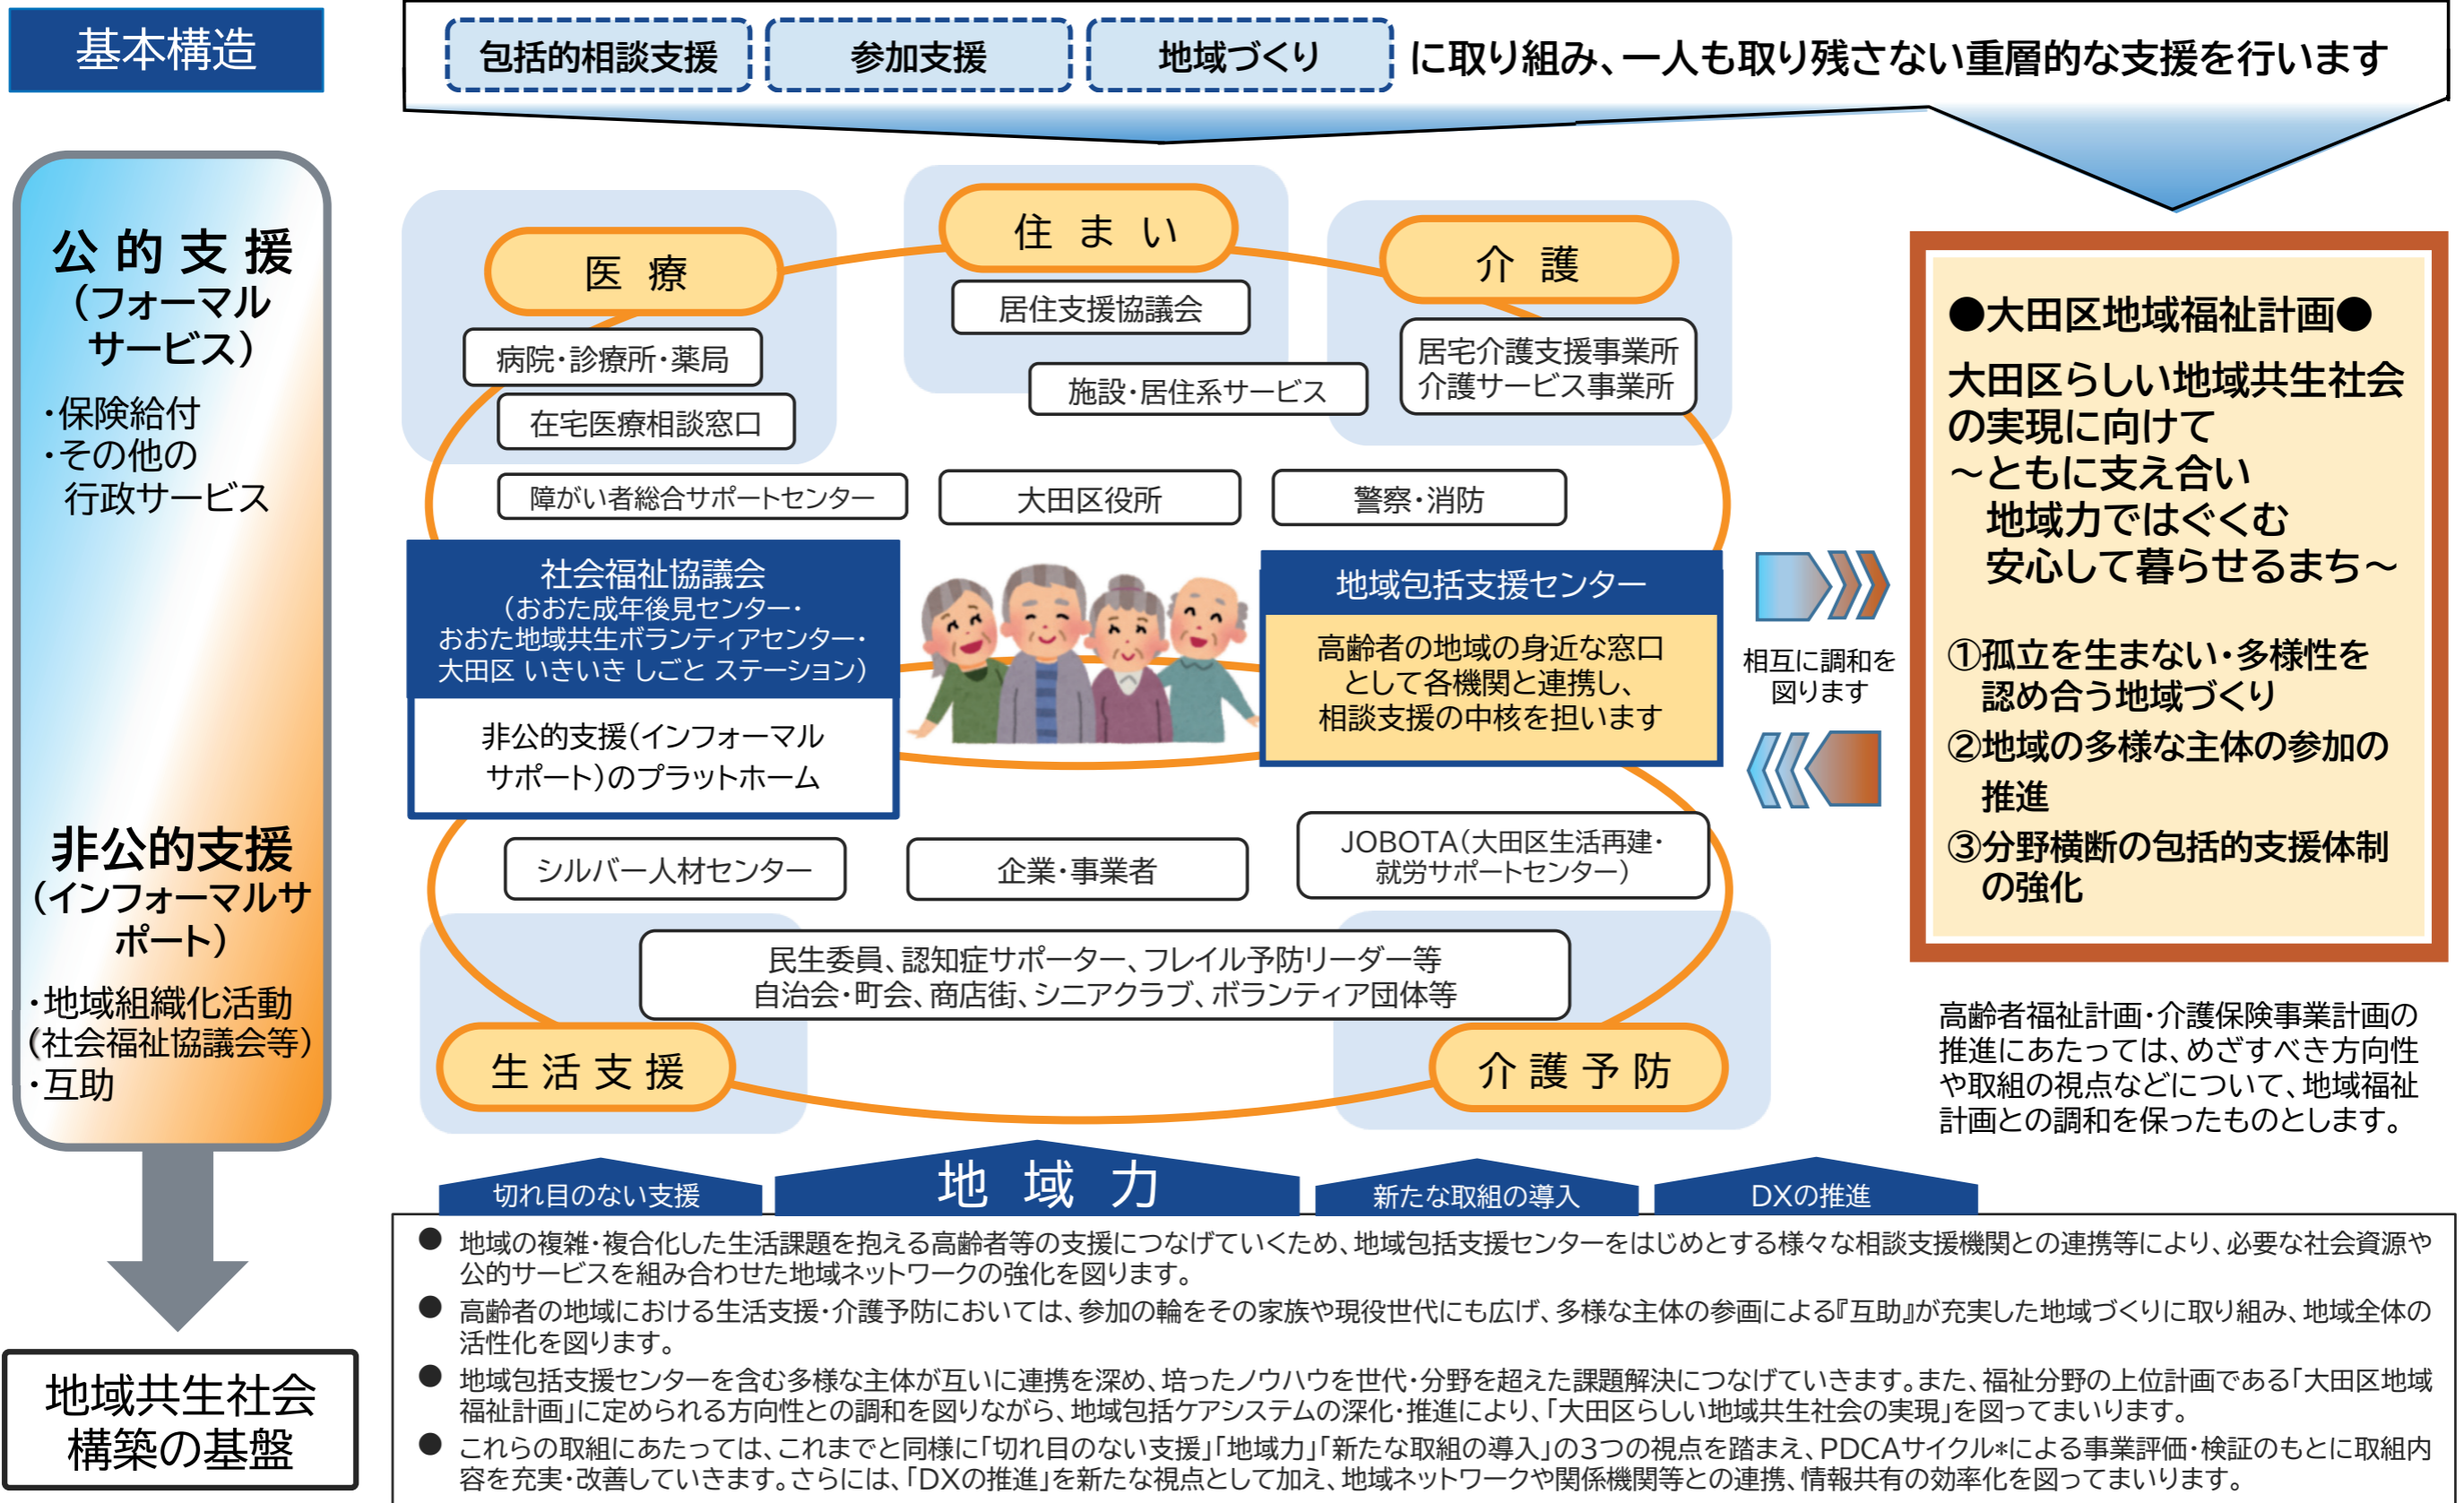 基本構造
包括的相談支援 参加支援 地域づくり に取り組み、一人も取り残さない重層的な支援を行います
公的支援
（フォーマル
サービス）
・保険給付
・その他の
行政サービス
非公的支援
（インフォーマルサ
ポート）
・地域組織化活動
（社会福祉協議会等）
・互助
地域共生社会
構築の基盤
医療
病院・診療所・薬局
在宅医療相談窓口
住まい
居住支援協議会
施設・居住系サービス
介護
居宅介護支援事業所
介護サービス事業所
障がい者総合サポートセンター
大田区役所
警察・消防
社会福祉協議会
（おおた成年後見センター・
おおた地域共生ボランティアセンター・
大田区 いきいき しごと ステーション）
非公的支援（インフォーマル
サポート）のプラットホーム
地域包括支援センター
高齢者の地域の身近な窓口
として各機関と連携し、
相談支援の中核を担います
シルバー人材センター
企業・事業者
JOBOTA（大田区生活再建・
就労サポートセンター）
民生委員、認知症サポーター、フレイル予防リーダー等
自治会・町会、商店街、シニアクラブ、ボランティア団体等
生活支援
介護予防
相互に調和を
図ります
●大田区地域福祉計画●
大田区らしい地域共生社会
の実現に向けて
～ともに支え合い
地域力ではぐくむ
安心して暮らせるまち～
①孤立を生まない・多様性を
認め合う地域づくり
②地域の多様な主体の参加の
推進
③分野横断の包括的支援体制
の強化
高齢者福祉計画・介護保険事業計画の
推進にあたっては、めざすべき方向性
や取組の視点などについて、地域福祉
計画との調和を保ったものとします。
切れ目のない支援
地域力
新たな取組の導入
DXの推進
● 地域の複雑・複合化した生活課題を抱える高齢者等の支援につなげていくため、地域包括支援センターをはじめとする様々な相談支援機関との連携等により、必要な社会資源や
公的サービスを組み合わせた地域ネットワークの強化を図ります。
● 高齢者の地域における生活支援・介護予防においては、参加の輪をその家族や現役世代にも広げ、多様な主体の参画による『互助』が充実した地域づくりに取り組み、地域全体の
活性化を図ります。
● 地域包括支援センターを含む多様な主体が互いに連携を深め、培ったノウハウを世代・分野を超えた課題解決につなげていきます。また、福祉分野の上位計画である「大田区地域
福祉計画」に定められる方向性との調和を図りながら、地域包括ケアシステムの深化・推進により、「大田区らしい地域共生社会の実現」を図ってまいります。
● これらの取組にあたっては、これまでと同様に「切れ目のない支援」「地域力」「新たな取組の導入」の3つの視点を踏まえ、PDCAサイクル*による事業評価・検証のもとに取組内
容を充実・改善していきます。さらには、「DXの推進」を新たな視点として加え、地域ネットワークや関係機関等との連携、情報共有の効率化を図ってまいります。